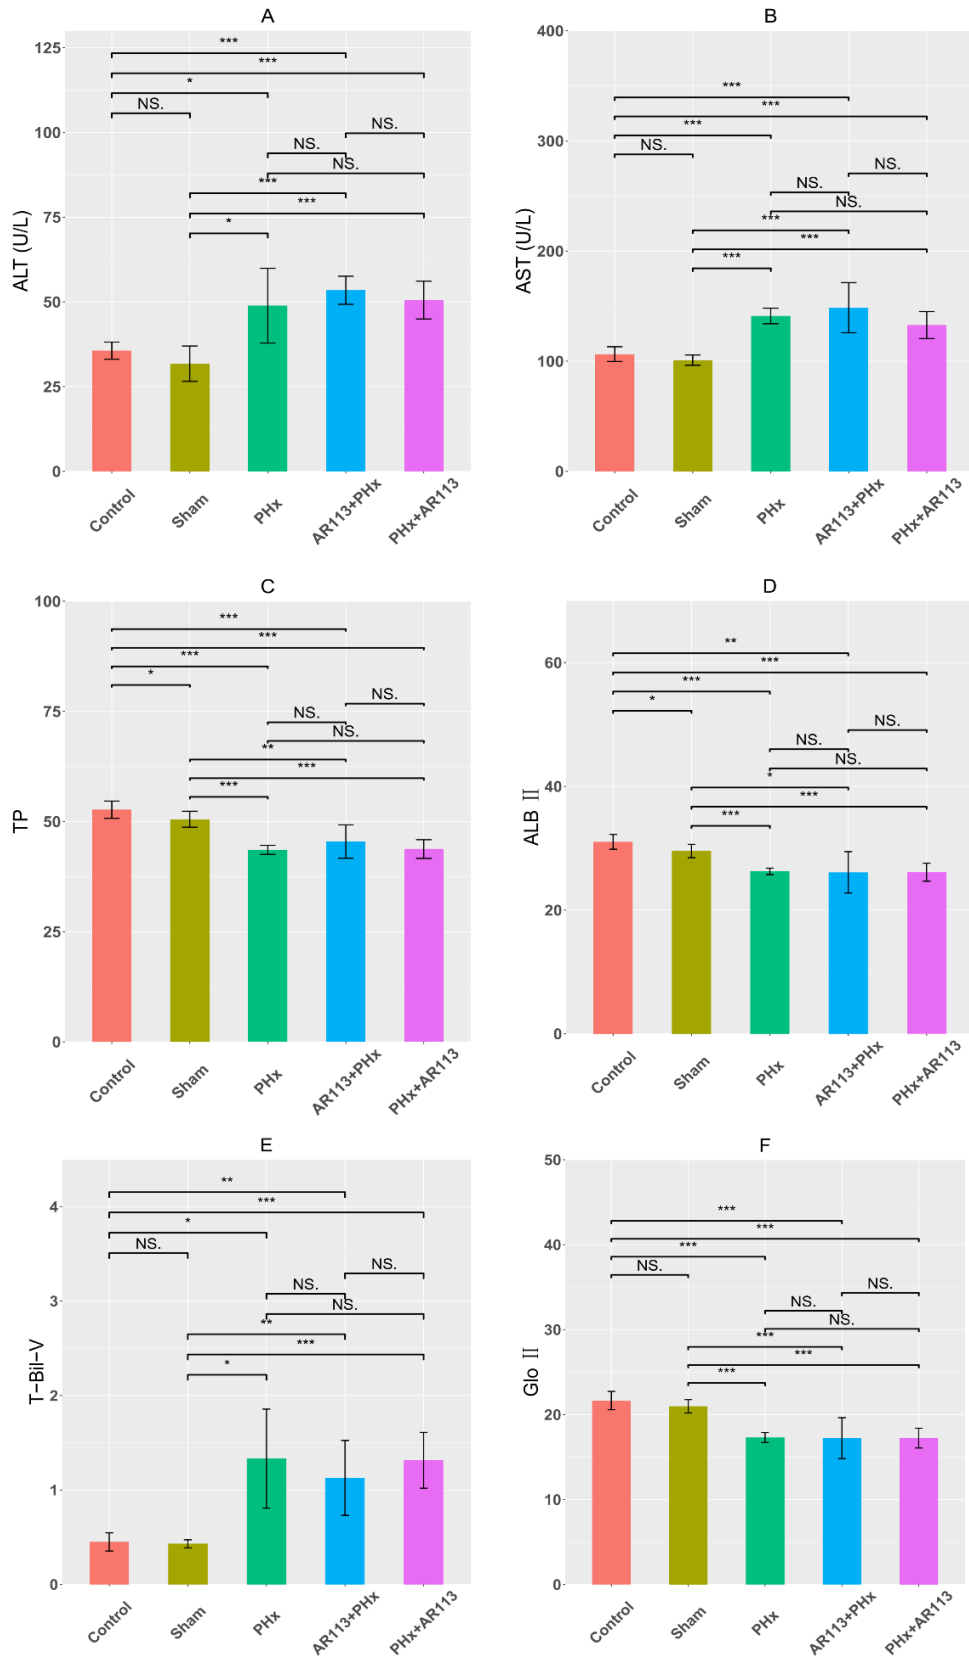 A
ALT (U/L)
125
100
75
50
25
0
***
***
*
NS.
NS.
NS.
NS.
***
***
*
Control
Sham
PHx
AR113+PHx
PHx+AR113
B
AST (U/L)
400
300
200
100
0
***
***
***
NS.
NS.
NS.
NS.
***
***
***
Control
Sham
PHx
AR113+PHx
PHx+AR113
C
TP
100
75
50
25
0
***
***
***
*
NS.
NS.
NS.
**
***
***
Control
Sham
PHx
AR113+PHx
PHx+AR113
D
ALB II
60
40
20
0
**
***
***
*
NS.
NS.
NS.
*
***
***
Control
Sham
PHx
AR113+PHx
PHx+AR113
E
T-Bil-V
4
3
2
1
0
**
***
*
NS.
NS.
NS.
NS.
**
***
*
Control
Sham
PHx
AR113+PHx
PHx+AR113
F
Glo II
50
40
30
20
10
0
***
***
***
NS.
NS.
NS.
NS.
***
***
***
Control
Sham
PHx
AR113+PHx
PHx+AR113